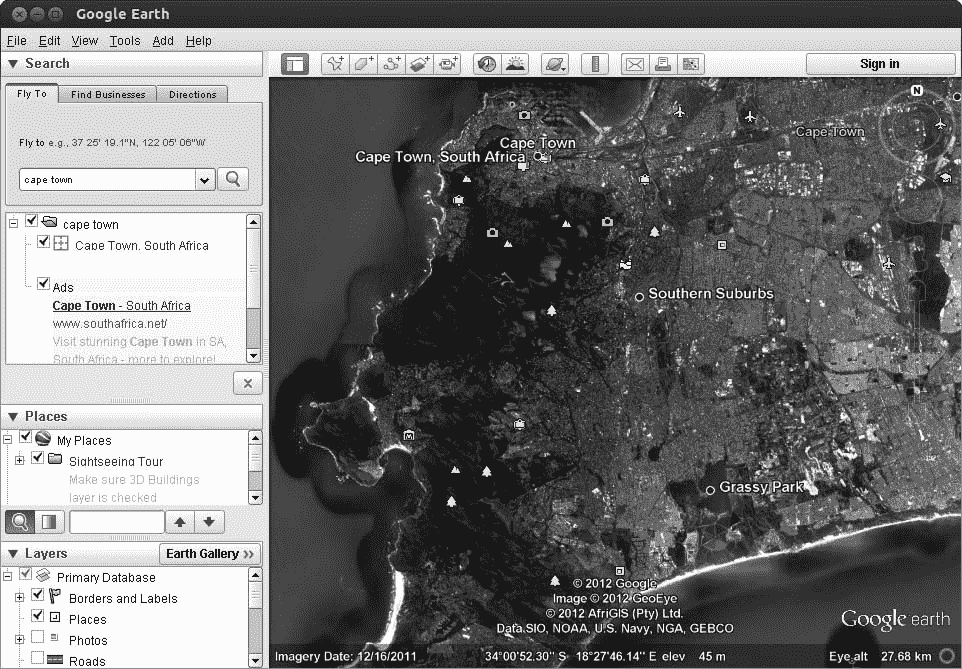 Google Earth
File Edit View Tools Add Help
Search
Sign in
Fly To Find Businesses Directions
Fly to e.g., 37 25' 19.1"N, 122 05' 06"W
cape town
cape town
Cape Town, South Africa
Ads
Cape Town - South Africa
www.southafrica.net/
Visit stunning Cape Town in SA,
South Africa - more to explore!
Places
My Places
Sightseeing Tour
Make sure 3D Buildings
layer is checked
Layers
Earth Gallery >>
Primary Database
Borders and Labels
Places
Photos
Roads
N
Cape Town
Cape Town
Cape Town, South Africa
Southern Suburbs
Grassy Park
© 2012 Google
Image © 2012 GeoEye
© 2012 AfriGIS (Pty) Ltd.
Data SIO, NOAA, U.S. Navy, NGA, GEBCO
Google earth
Imagery Date: 12/16/2011 34°00'52.30" S 18°27'46.14" E elev 45 m Eye alt 27.68 km